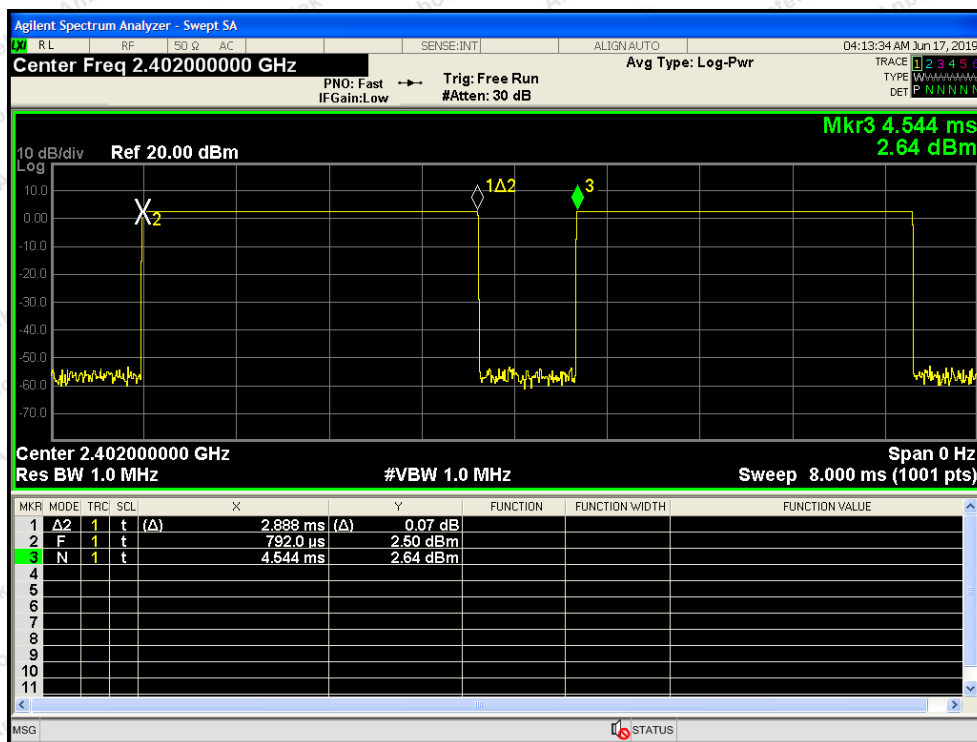 Agilent Spectrum Analyzer - Swept SA
LXI RL RF 50 Ω AC SENSE:INT ALIGNAUTO 04:13:34 AM Jun 17, 2019
Center Freq 2.402000000 GHz Avg Type: Log-Pwr TRACE 1 2 3 4 5 6
PNO: Fast Trig: Free Run TYPE
IFGain:Low #Atten: 30 dB DET P N N N N N
Mkr3 4.544 ms
10 dB/div Ref 20.00 dBm 2.64 dBm
Log
10.0
0.00
-10.0
-20.0
-30.0
-40.0
-50.0
-60.0
-70.0
2
1Δ2
3
Center 2.402000000 GHz Span 0 Hz
Res BW 1.0 MHz #VBW 1.0 MHz Sweep 8.000 ms (1001 pts)
MKR MODE TRC SCL X Y FUNCTION FUNCTION WIDTH FUNCTION VALUE
1 Δ2 1 t (Δ) 2.888 ms (Δ) 0.07 dB
2 F 1 t 792.0 µs 2.50 dBm
3 N 1 t 4.544 ms 2.64 dBm
4
5
6
7
8
9
10
11
MSG STATUS